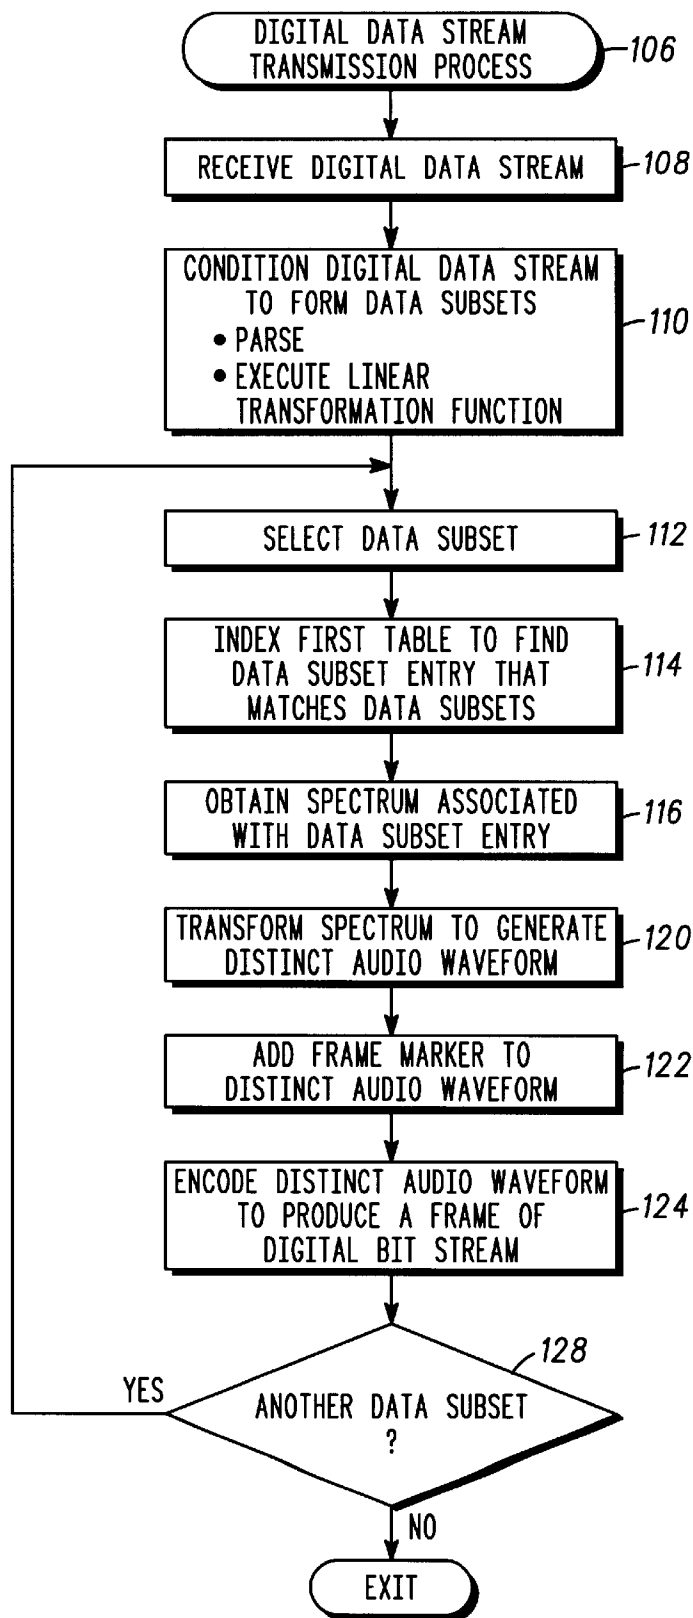 DIGITAL DATA STREAM
TRANSMISSION PROCESS
106
RECEIVE DIGITAL DATA STREAM
108
CONDITION DIGITAL DATA STREAM
TO FORM DATA SUBSETS
• PARSE
• EXECUTE LINEAR
TRANSFORMATION FUNCTION
110
SELECT DATA SUBSET
112
INDEX FIRST TABLE TO FIND
DATA SUBSET ENTRY THAT
MATCHES DATA SUBSETS
114
OBTAIN SPECTRUM ASSOCIATED
WITH DATA SUBSET ENTRY
116
TRANSFORM SPECTRUM TO GENERATE
DISTINCT AUDIO WAVEFORM
120
ADD FRAME MARKER TO
DISTINCT AUDIO WAVEFORM
122
ENCODE DISTINCT AUDIO WAVEFORM
TO PRODUCE A FRAME OF
DIGITAL BIT STREAM
124
128
YES
ANOTHER DATA SUBSET
?
NO
EXIT